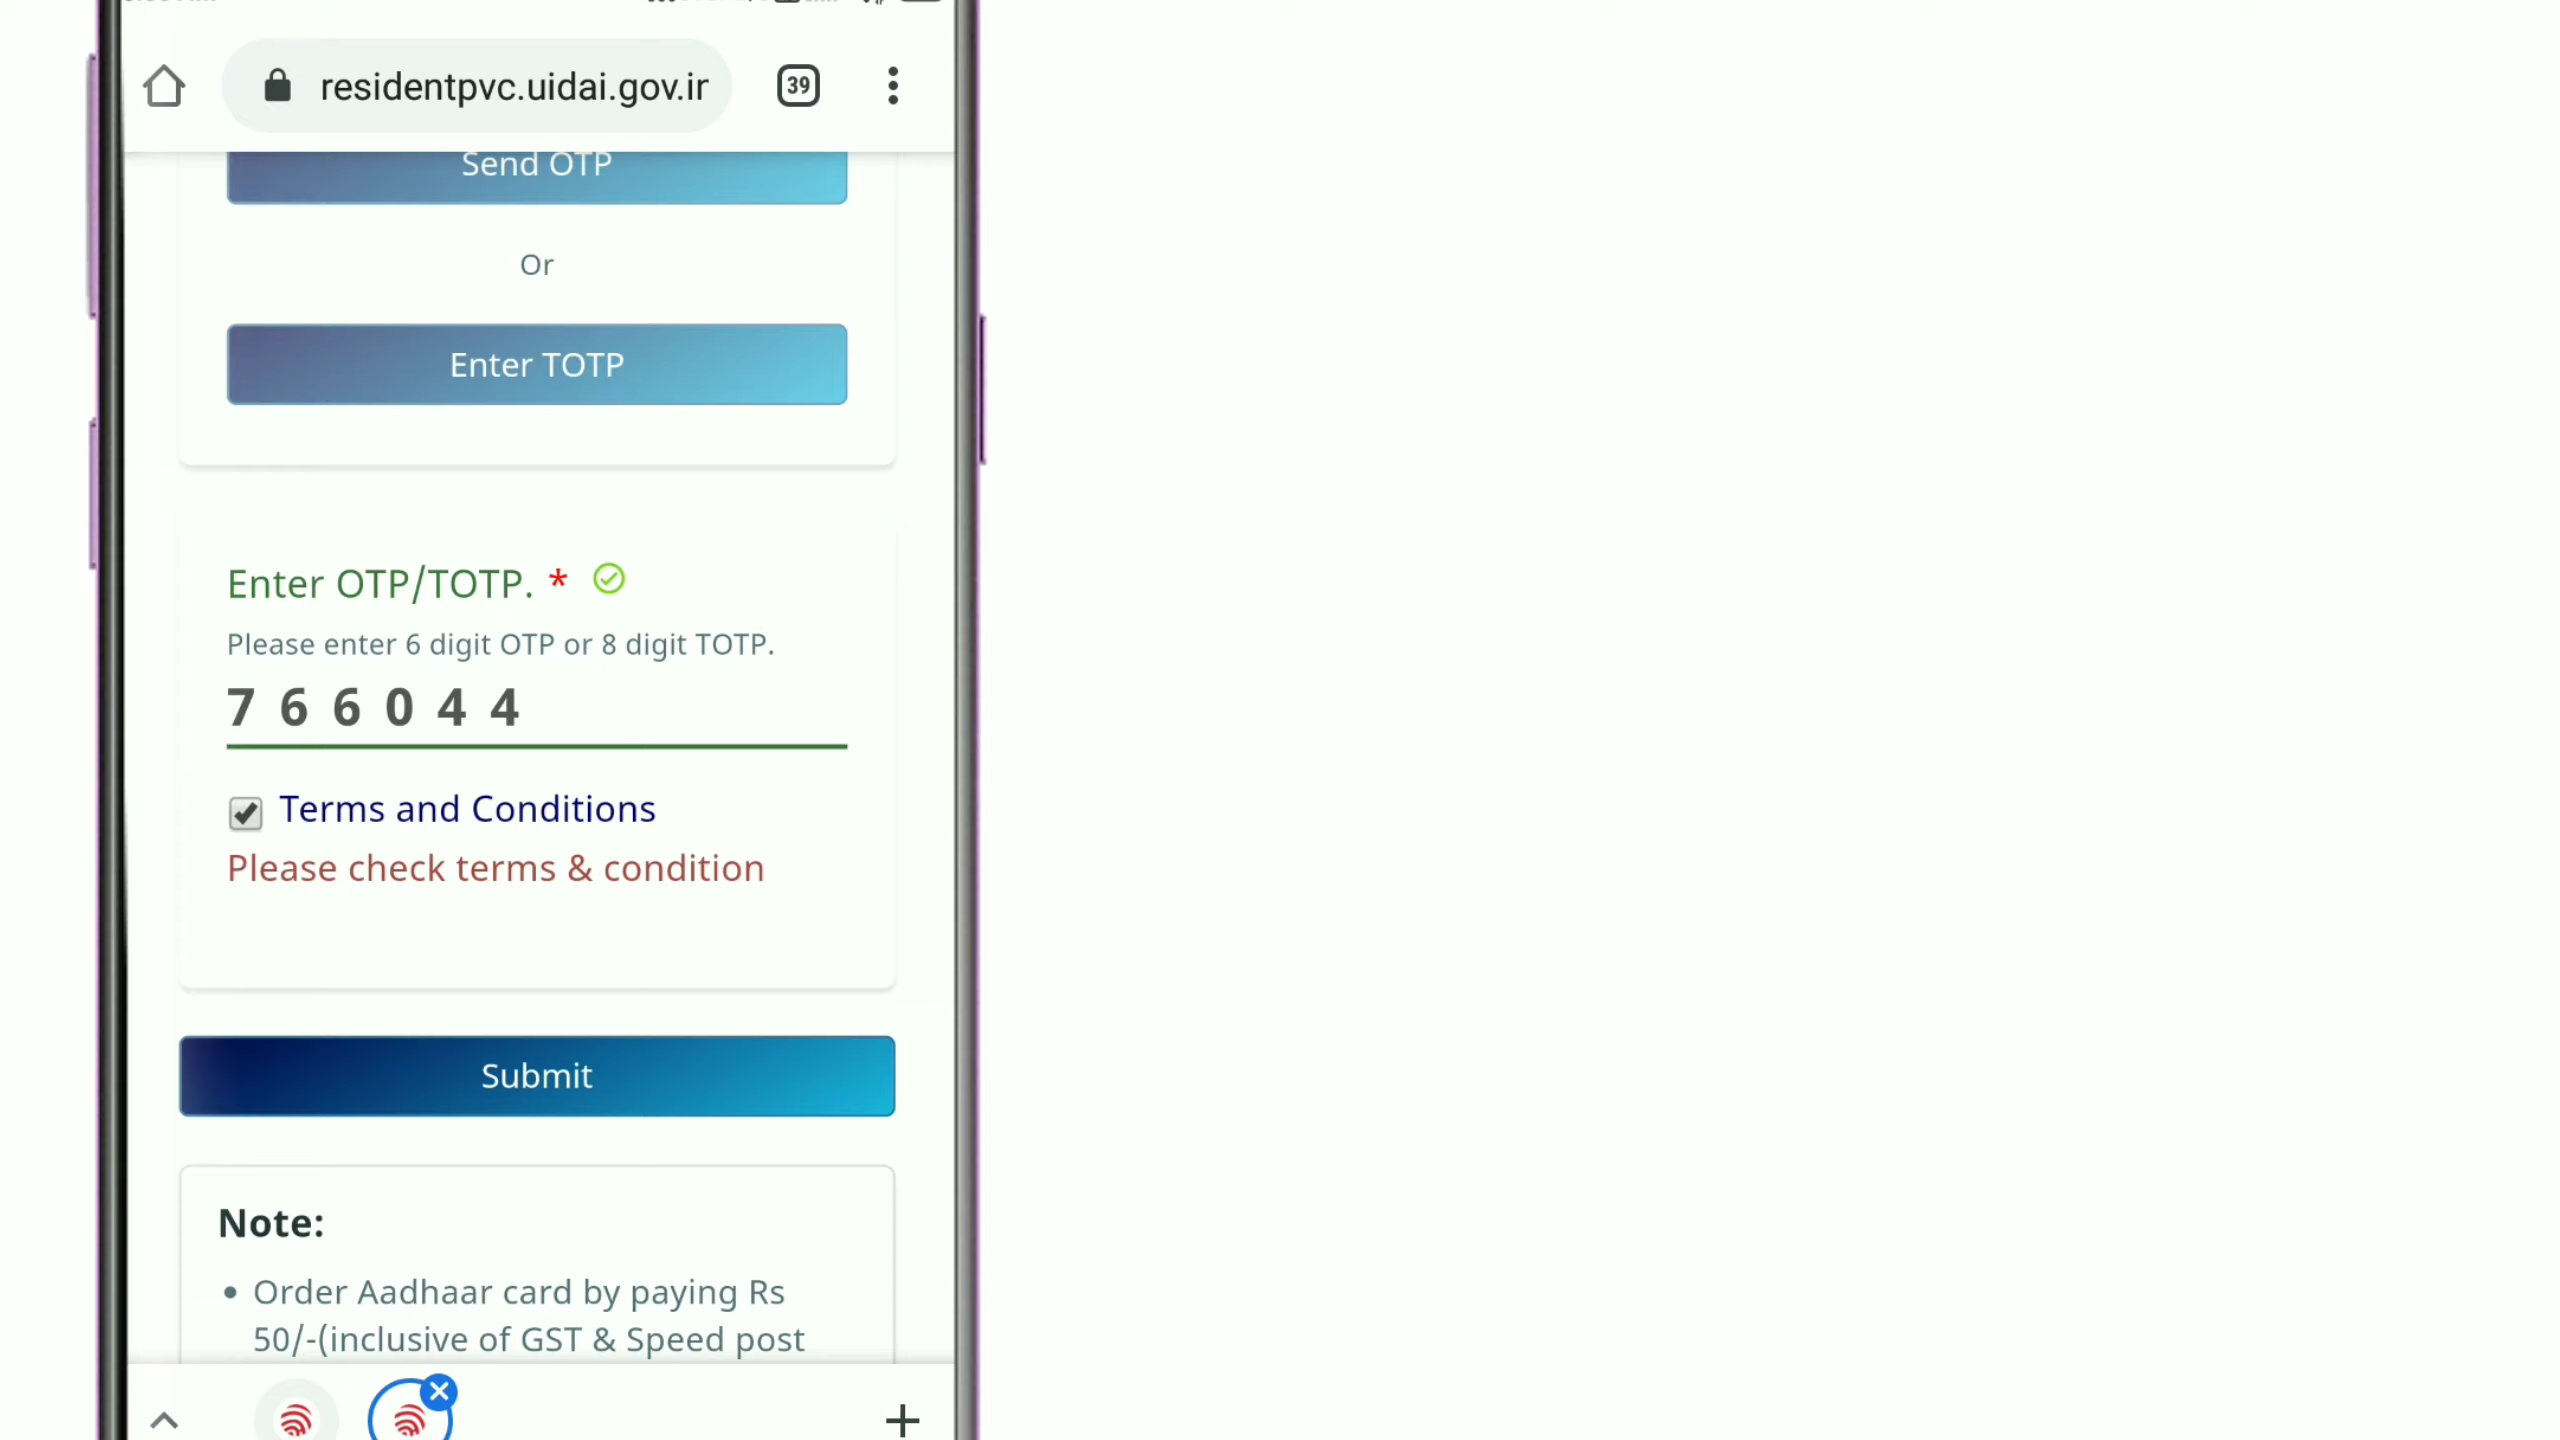 residentpvc.uidai.gov.ir
39
Send OTP
Or
Enter TOTP
Enter OTP/TOTP. *
Please enter 6 digit OTP or 8 digit TOTP.
7 6 6 0 4 4
Terms and Conditions
Please check terms & condition
Submit
Note:
• Order Aadhaar card by paying Rs
50/-(inclusive of GST & Speed post